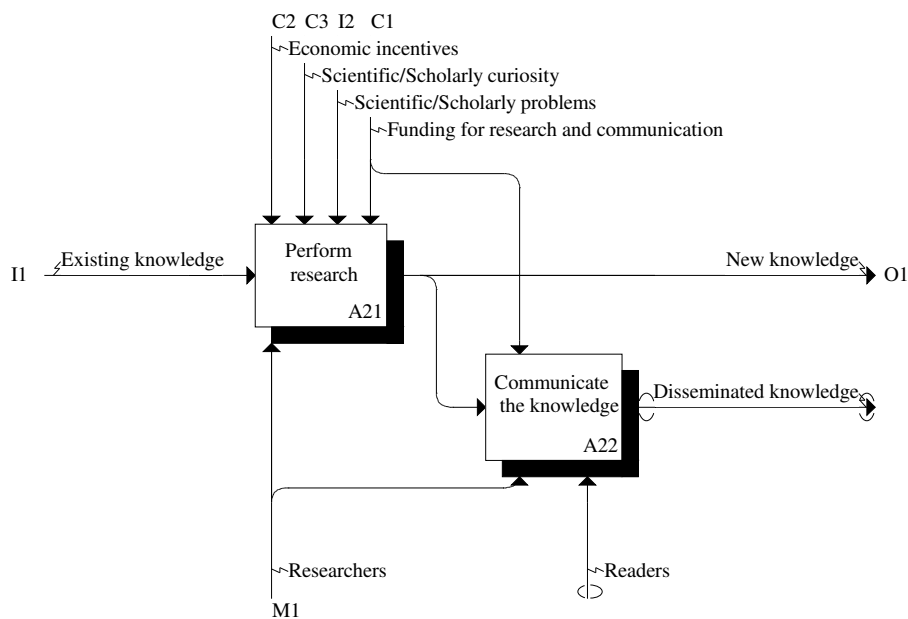 C2 C3 I2 C1
Economic incentives
Scientific/Scholarly curiosity
Scientific/Scholarly problems
Funding for research and communication
Perform
research
A21
I1
Existing knowledge
New knowledge
O1
Communicate
the knowledge
A22
Disseminated knowledge
Researchers
Readers
M1